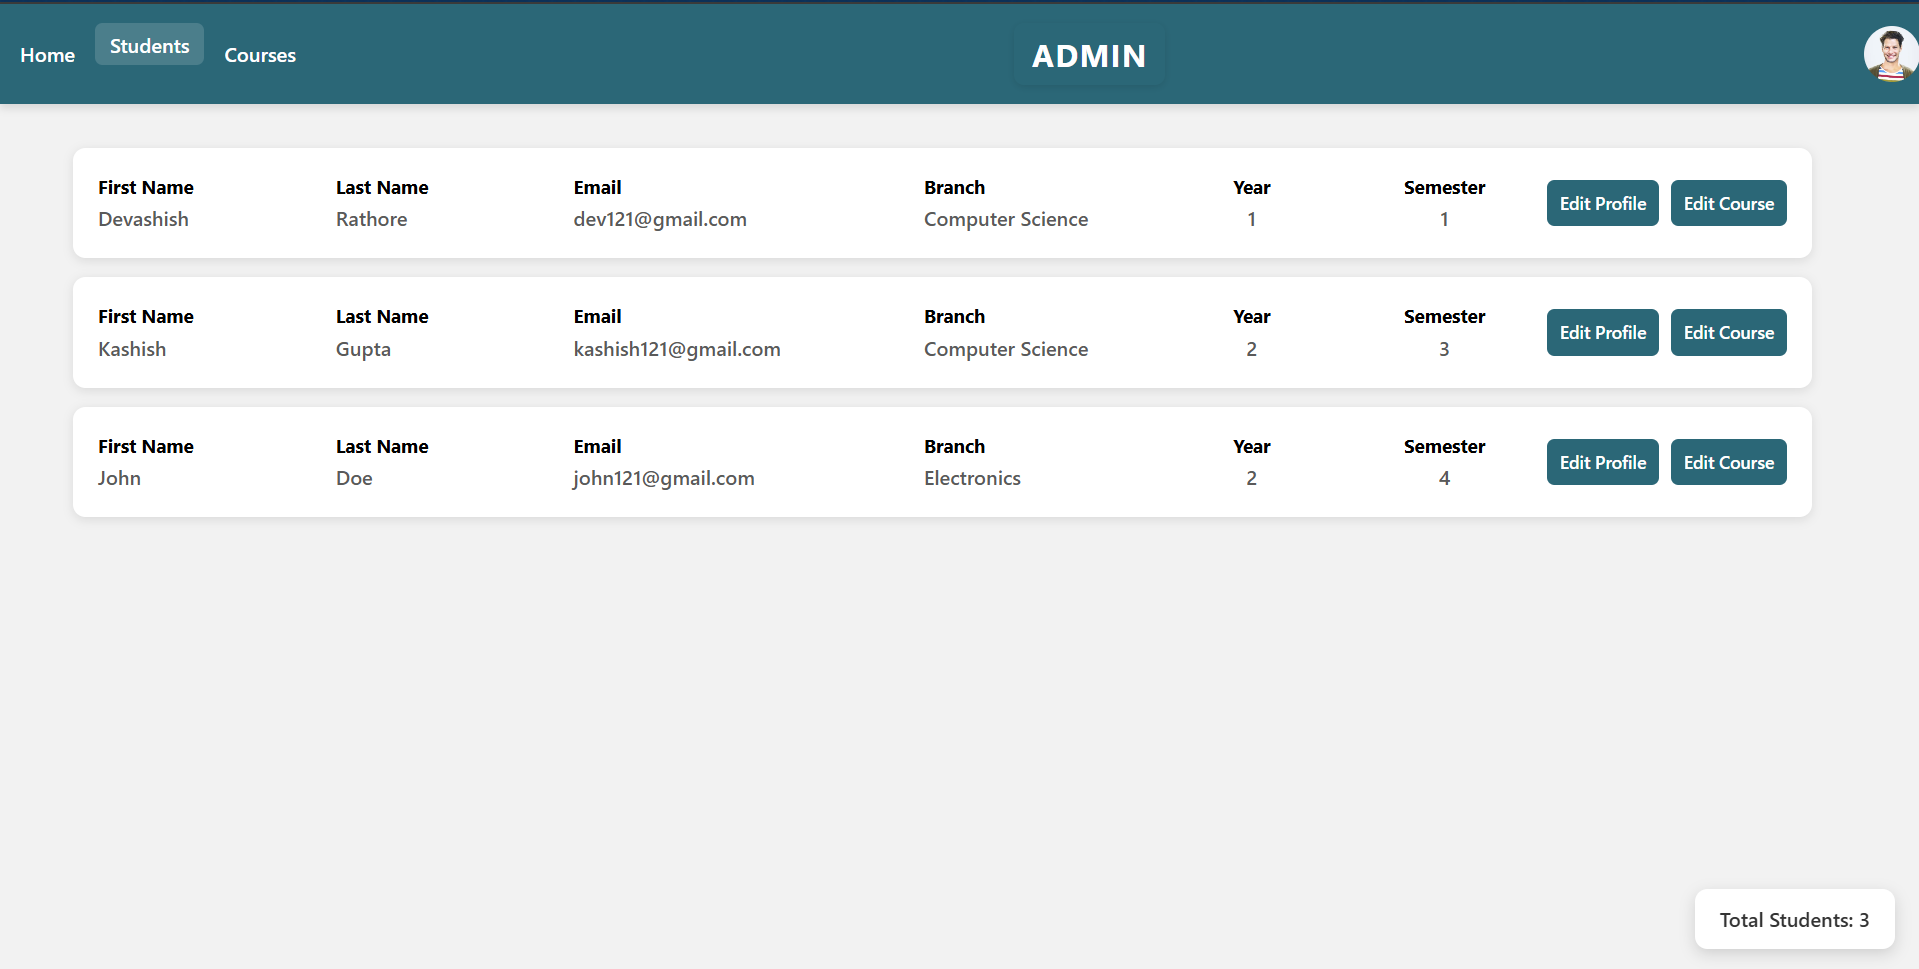 Home Students Courses ADMIN
First Name Last Name Email Branch Year Semester
Devashish Rathore dev121@gmail.com Computer Science 1 1 Edit Profile Edit Course
First Name Last Name Email Branch Year Semester
Kashish Gupta kashish121@gmail.com Computer Science 2 3 Edit Profile Edit Course
First Name Last Name Email Branch Year Semester
John Doe john121@gmail.com Electronics 2 4 Edit Profile Edit Course
Total Students: 3